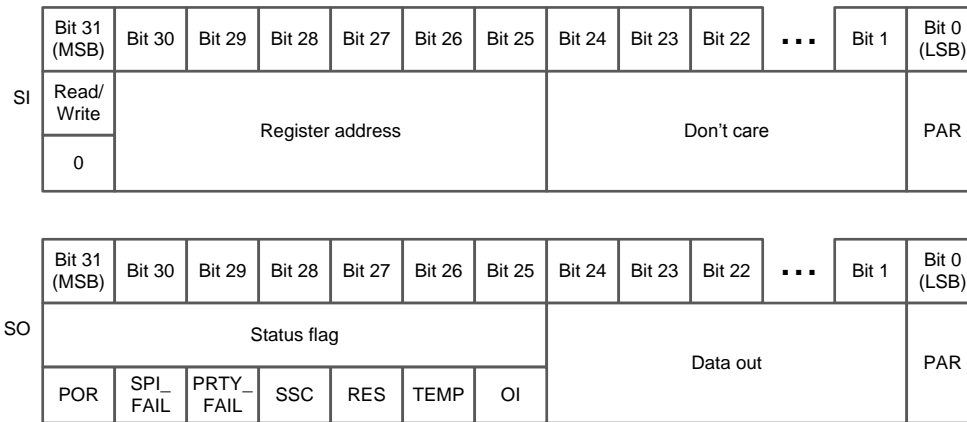 Bit 31 (MSB) Bit 30 Bit 29 Bit 28 Bit 27 Bit 26 Bit 25 Bit 24 Bit 23 Bit 22 ... Bit 1 Bit 0 (LSB)
SI
Read/
Write
0
Register address
Don't care
PAR
Bit 31 (MSB) Bit 30 Bit 29 Bit 28 Bit 27 Bit 26 Bit 25 Bit 24 Bit 23 Bit 22 ... Bit 1 Bit 0 (LSB)
SO
Status flag
Data out
PAR
POR SPI_ FAIL PRTY_ FAIL SSC RES TEMP OI